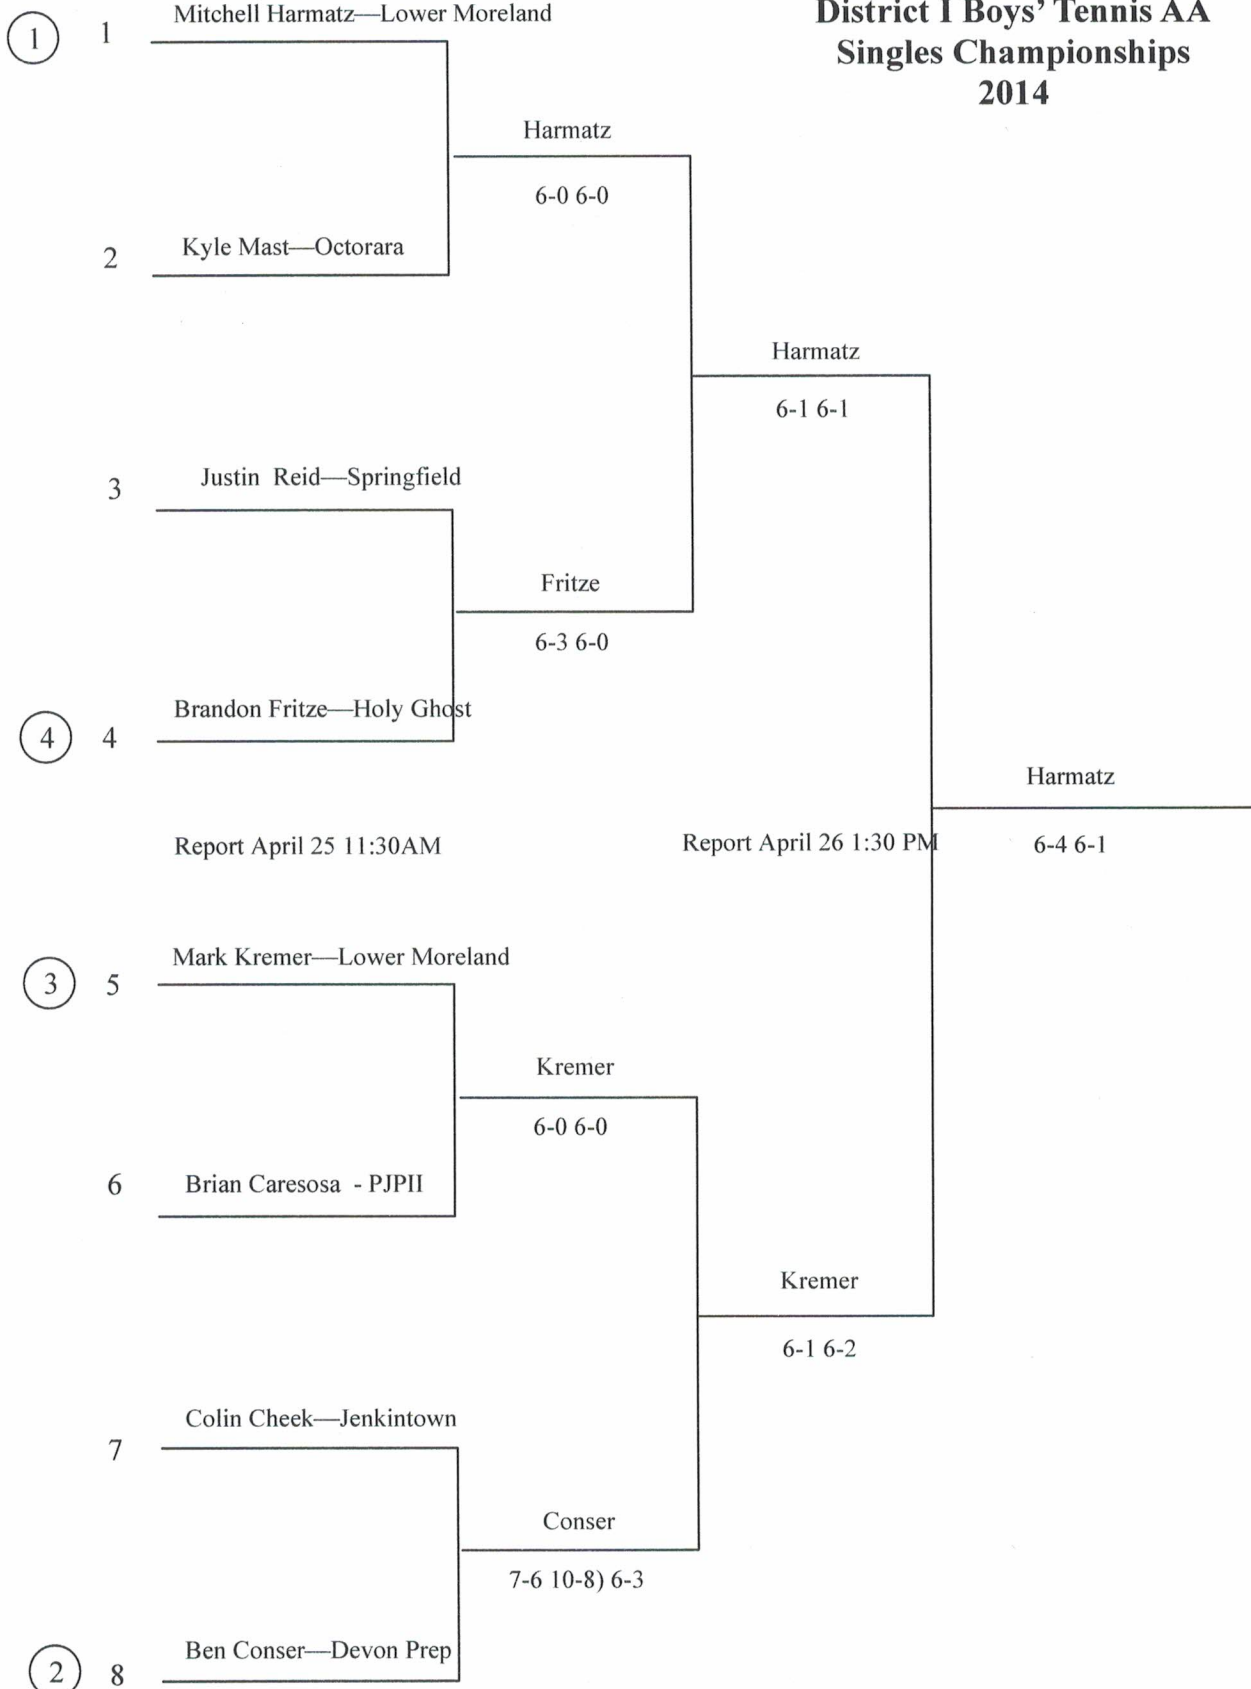 Mitchell Harmatz—Lower Moreland
District I Boys' Tennis AA
Singles Championships
2014
1 1
Harmatz
6-0 6-0
2 Kyle Mast—Octorara
Harmatz
6-1 6-1
3 Justin Reid—Springfield
Fritze
6-3 6-0
Brandon Fritze—Holy Ghost
4 4
Harmatz
Report April 25 11:30AM
Report April 26 1:30 PM
6-4 6-1
Mark Kremer—Lower Moreland
3 5
Kremer
6-0 6-0
6 Brian Caresosa - PJPII
Kremer
6-1 6-2
Colin Cheek—Jenkintown
7
Conser
7-6 10-8) 6-3
Ben Conser—Devon Prep
2 8